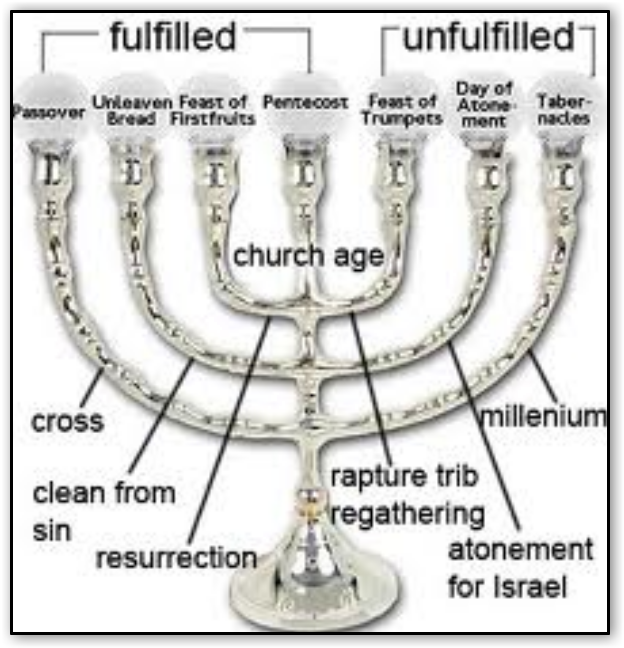 fulfilled
unfulfilled
Passover
Unleaven
Bread
Feast of
Firstfruits
Pentecost
Feast of
Trumpets
Day of
Atone-
ment
Taber-
nacles
church age
cross
clean from
sin
resurrection
rapture trib
regathering
millenium
atonement
for Israel